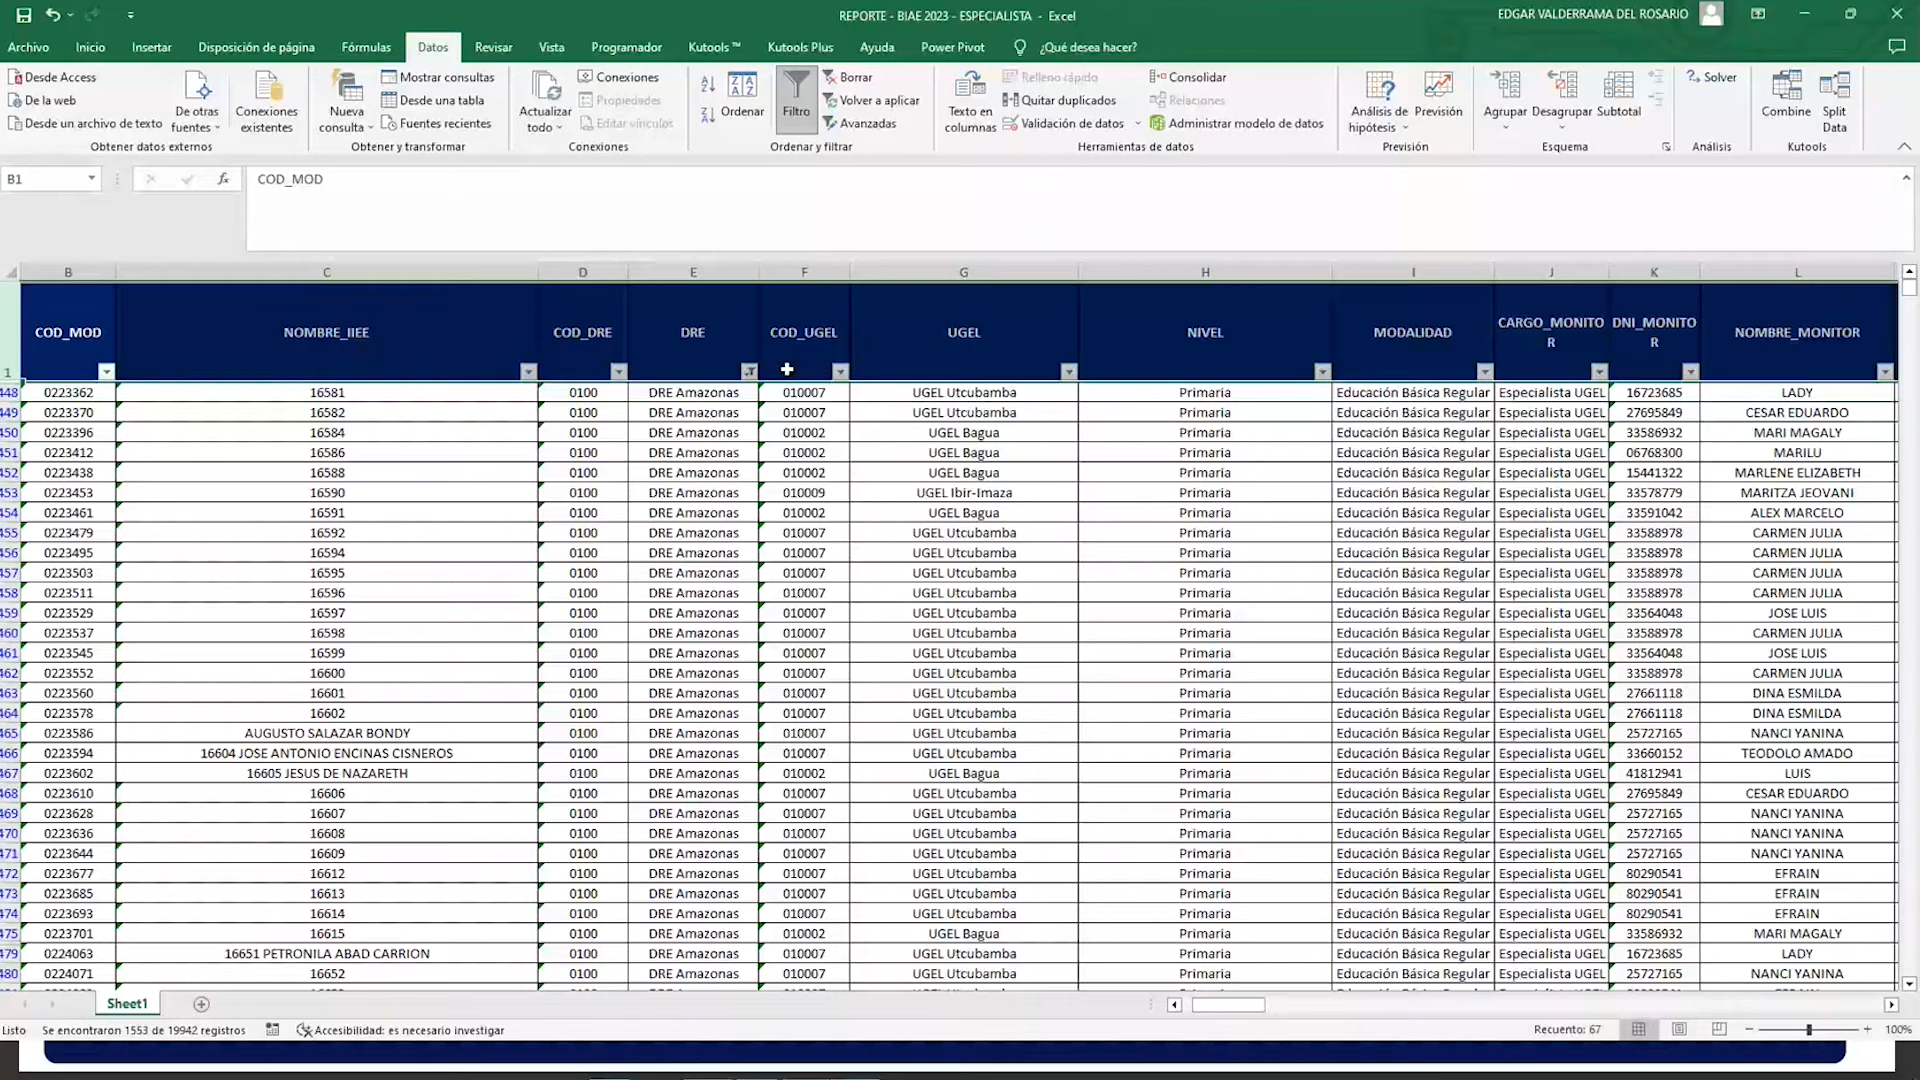 REPORTE - BIAE 2023 - ESPECIALISTA - Excel
EDGAR VALDERRAMA DEL ROSARIO
Archivo Inicio Insertar Disposición de página Fórmulas Datos Revisar Vista Programador Kutools ™ Kutools Plus Ayuda Power Pivot ¿Qué desea hacer?
Desde Access
De la web
Desde un archivo de texto
De otras fuentes
Conexiones existentes
Obtener datos externos
Nueva consulta
Mostrar consultas
Desde una tabla
Fuentes recientes
Obtener y transformar
Actualizar todo
Conexiones
Propiedades
Editar vínculos
Conexiones
Ordenar
Filtro
Borrar
Volver a aplicar
Avanzadas
Ordenar y filtrar
Texto en columnas
Relleno rápido
Quitar duplicados
Validación de datos
Consolidar
Relaciones
Administrar modelo de datos
Herramientas de datos
Análisis de hipótesis
Previsión
Previsión
Agrupar
Desagrupar
Subtotal
Esquema
Solver
Análisis
Combine
Split Data
Kutools
B1 fx COD_MOD
B C D E F G H I J K L
1 COD_MOD NOMBRE_IIEE COD_DRE DRE COD_UGEL UGEL NIVEL MODALIDAD CARGO_MONITOR DNI_MONITOR NOMBRE_MONITOR
448 0223362 16581 0100 DRE Amazonas 010007 UGEL Utcubamba Primaria Educación Básica Regular Especialista UGEL 16723685 LADY
449 0223370 16582 0100 DRE Amazonas 010007 UGEL Utcubamba Primaria Educación Básica Regular Especialista UGEL 27695849 CESAR EDUARDO
450 0223396 16584 0100 DRE Amazonas 010002 UGEL Bagua Primaria Educación Básica Regular Especialista UGEL 33586932 MARI MAGALY
451 0223412 16586 0100 DRE Amazonas 010002 UGEL Bagua Primaria Educación Básica Regular Especialista UGEL 06768300 MARILU
452 0223438 16588 0100 DRE Amazonas 010002 UGEL Bagua Primaria Educación Básica Regular Especialista UGEL 15441322 MARLENE ELIZABETH
453 0223453 16590 0100 DRE Amazonas 010009 UGEL Ibir-Imaza Primaria Educación Básica Regular Especialista UGEL 33578779 MARITZA JEOVANI
454 0223461 16591 0100 DRE Amazonas 010002 UGEL Bagua Primaria Educación Básica Regular Especialista UGEL 33591042 ALEX MARCELO
455 0223479 16592 0100 DRE Amazonas 010007 UGEL Utcubamba Primaria Educación Básica Regular Especialista UGEL 33588978 CARMEN JULIA
456 0223495 16594 0100 DRE Amazonas 010007 UGEL Utcubamba Primaria Educación Básica Regular Especialista UGEL 33588978 CARMEN JULIA
457 0223503 16595 0100 DRE Amazonas 010007 UGEL Utcubamba Primaria Educación Básica Regular Especialista UGEL 33588978 CARMEN JULIA
458 0223511 16596 0100 DRE Amazonas 010007 UGEL Utcubamba Primaria Educación Básica Regular Especialista UGEL 33588978 CARMEN JULIA
459 0223529 16597 0100 DRE Amazonas 010007 UGEL Utcubamba Primaria Educación Básica Regular Especialista UGEL 33564048 JOSE LUIS
460 0223537 16598 0100 DRE Amazonas 010007 UGEL Utcubamba Primaria Educación Básica Regular Especialista UGEL 33588978 CARMEN JULIA
461 0223545 16599 0100 DRE Amazonas 010007 UGEL Utcubamba Primaria Educación Básica Regular Especialista UGEL 33564048 JOSE LUIS
462 0223552 16600 0100 DRE Amazonas 010007 UGEL Utcubamba Primaria Educación Básica Regular Especialista UGEL 33588978 CARMEN JULIA
463 0223560 16601 0100 DRE Amazonas 010007 UGEL Utcubamba Primaria Educación Básica Regular Especialista UGEL 27661118 DINA ESMILDA
464 0223578 16602 0100 DRE Amazonas 010007 UGEL Utcubamba Primaria Educación Básica Regular Especialista UGEL 27661118 DINA ESMILDA
465 0223586 AUGUSTO SALAZAR BONDY 0100 DRE Amazonas 010007 UGEL Utcubamba Primaria Educación Básica Regular Especialista UGEL 25727165 NANCI YANINA
466 0223594 16604 JOSE ANTONIO ENCINAS CISNEROS 0100 DRE Amazonas 010007 UGEL Utcubamba Primaria Educación Básica Regular Especialista UGEL 33660152 TEODOLO AMADO
467 0223602 16605 JESUS DE NAZARETH 0100 DRE Amazonas 010002 UGEL Bagua Primaria Educación Básica Regular Especialista UGEL 41812941 LUIS
468 0223610 16606 0100 DRE Amazonas 010007 UGEL Utcubamba Primaria Educación Básica Regular Especialista UGEL 27695849 CESAR EDUARDO
469 0223628 16607 0100 DRE Amazonas 010007 UGEL Utcubamba Primaria Educación Básica Regular Especialista UGEL 25727165 NANCI YANINA
470 0223636 16608 0100 DRE Amazonas 010007 UGEL Utcubamba Primaria Educación Básica Regular Especialista UGEL 25727165 NANCI YANINA
471 0223644 16609 0100 DRE Amazonas 010007 UGEL Utcubamba Primaria Educación Básica Regular Especialista UGEL 25727165 NANCI YANINA
472 0223677 16612 0100 DRE Amazonas 010007 UGEL Utcubamba Primaria Educación Básica Regular Especialista UGEL 80290541 EFRAIN
473 0223685 16613 0100 DRE Amazonas 010007 UGEL Utcubamba Primaria Educación Básica Regular Especialista UGEL 80290541 EFRAIN
474 0223693 16614 0100 DRE Amazonas 010007 UGEL Utcubamba Primaria Educación Básica Regular Especialista UGEL 80290541 EFRAIN
475 0223701 16615 0100 DRE Amazonas 010002 UGEL Bagua Primaria Educación Básica Regular Especialista UGEL 33586932 MARI MAGALY
479 0224063 16651 PETRONILA ABAD CARRION 0100 DRE Amazonas 010007 UGEL Utcubamba Primaria Educación Básica Regular Especialista UGEL 16723685 LADY
480 0224071 16652 0100 DRE Amazonas 010007 UGEL Utcubamba Primaria Educación Básica Regular Especialista UGEL 25727165 NANCI YANINA
Sheet1
Listo Se encontraron 1553 de 19942 registros Accesibilidad: es necesario investigar Recuento: 67 100%